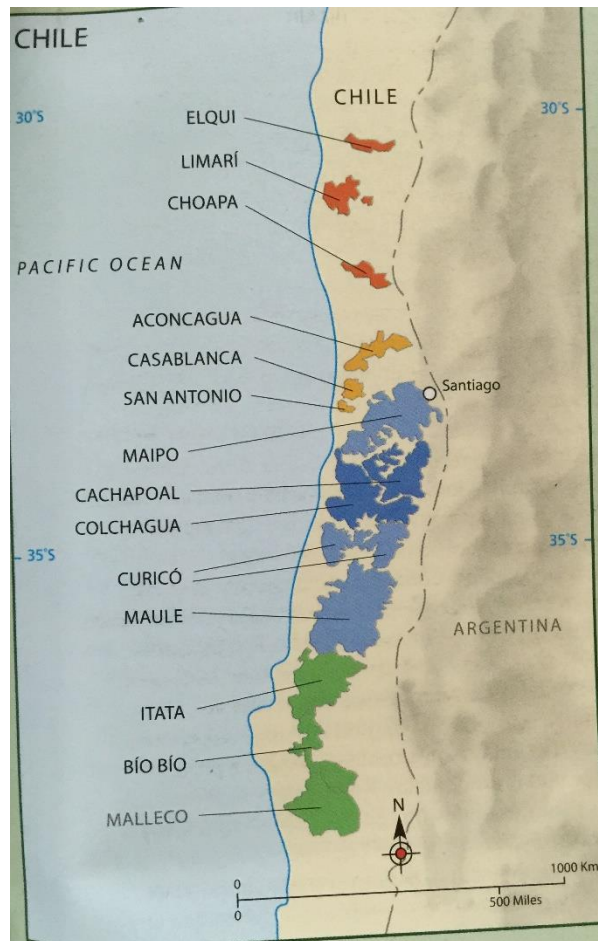 CHILE
CHILE
30°S
30°S
ELQUI
LIMARÍ
CHOAPA
PACIFIC OCEAN
ACONCAGUA
CASABLANCA
SAN ANTONIO
Santiago
MAIPO
CACHAPOAL
COLCHAGUA
35°S
35°S
CURICÓ
MAULE
ARGENTINA
ITATA
BÍO BÍO
MALLECO
N
0
1000 Km
0
500 Miles